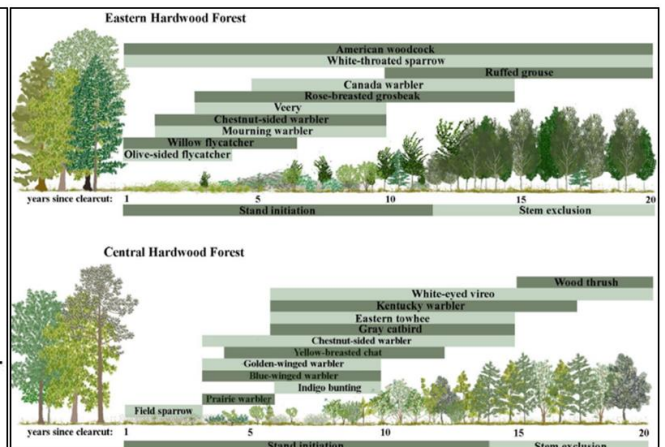 Eastern Hardwood Forest
American woodcock
White-throated sparrow
Ruffed grouse
Canada warbler
Rose-breasted grosbeak
Veery
Chestnut-sided warbler
Mourning warbler
Willow flycatcher
Olive-sided flycatcher
years since clearcut: 1 5 10 15 20
Stand initiation Stem exclusion
Central Hardwood Forest
Wood thrush
White-eyed vireo
Kentucky warbler
Eastern towhee
Gray catbird
Chestnut-sided warbler
Yellow-breasted chat
Golden-winged warbler
Blue-winged warbler
Indigo bunting
Prairie warbler
Field sparrow
years since clearcut: 1 5 10 15 20
Stand initiation Stem exclusion